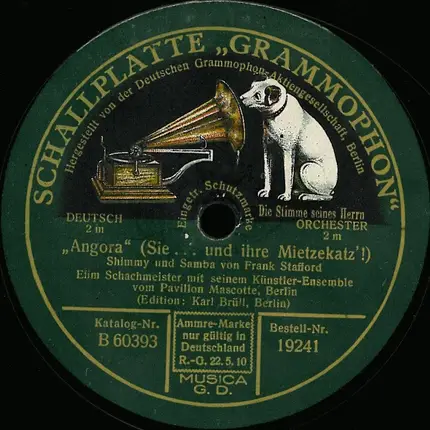 SCHALLPLATTE „GRAMMOPHON"
Hergestellt von der Deutschen Grammophon-Aktiengesellschaft, Berlin
Eingetr. Schutzmarke
Die Stimme seines Herrn
DEUTSCH
2 m
ORCHESTER
2 m
„Angora" (Sie . . . und ihre Mietzekatz'!)
Shimmy und Samba von Frank Stafford
Elim Schachmeister mit seinem Künstler-Ensemble
vom Pavillon Mascotte, Berlin
(Edition: Karl Brüll, Berlin)
Katalog-Nr.
B 60393
Ammre-Marke
nur gültig in
Deutschland
R.-G. 22. 5. 10
Bestell-Nr.
19241
MUSICA
G. D.